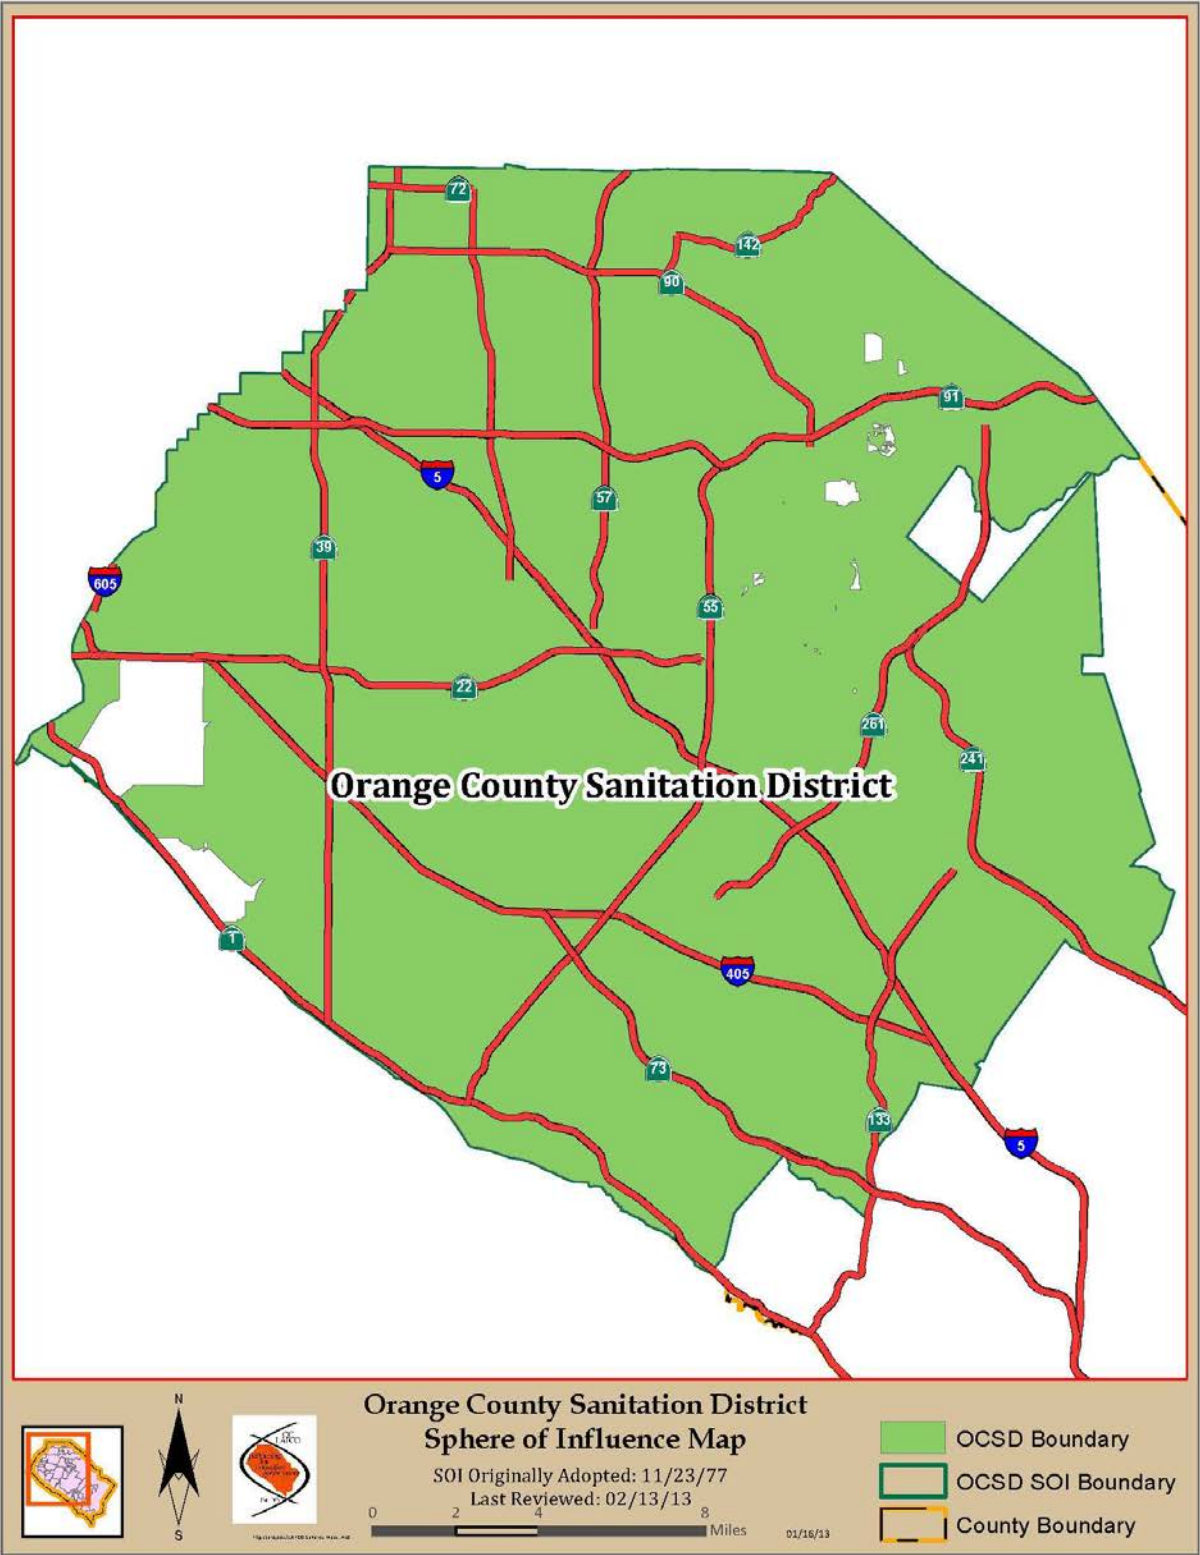 72
142
90
91
5
57
39
605
55
22
261
241
Orange County Sanitation District
1
405
73
133
5
N
S
Orange County Sanitation District
Sphere of Influence Map
SOI Originally Adopted: 11/23/77
Last Reviewed: 02/13/13
0 2 4 8
Miles
01/16/13
OCSD Boundary
OCSD SOI Boundary
County Boundary